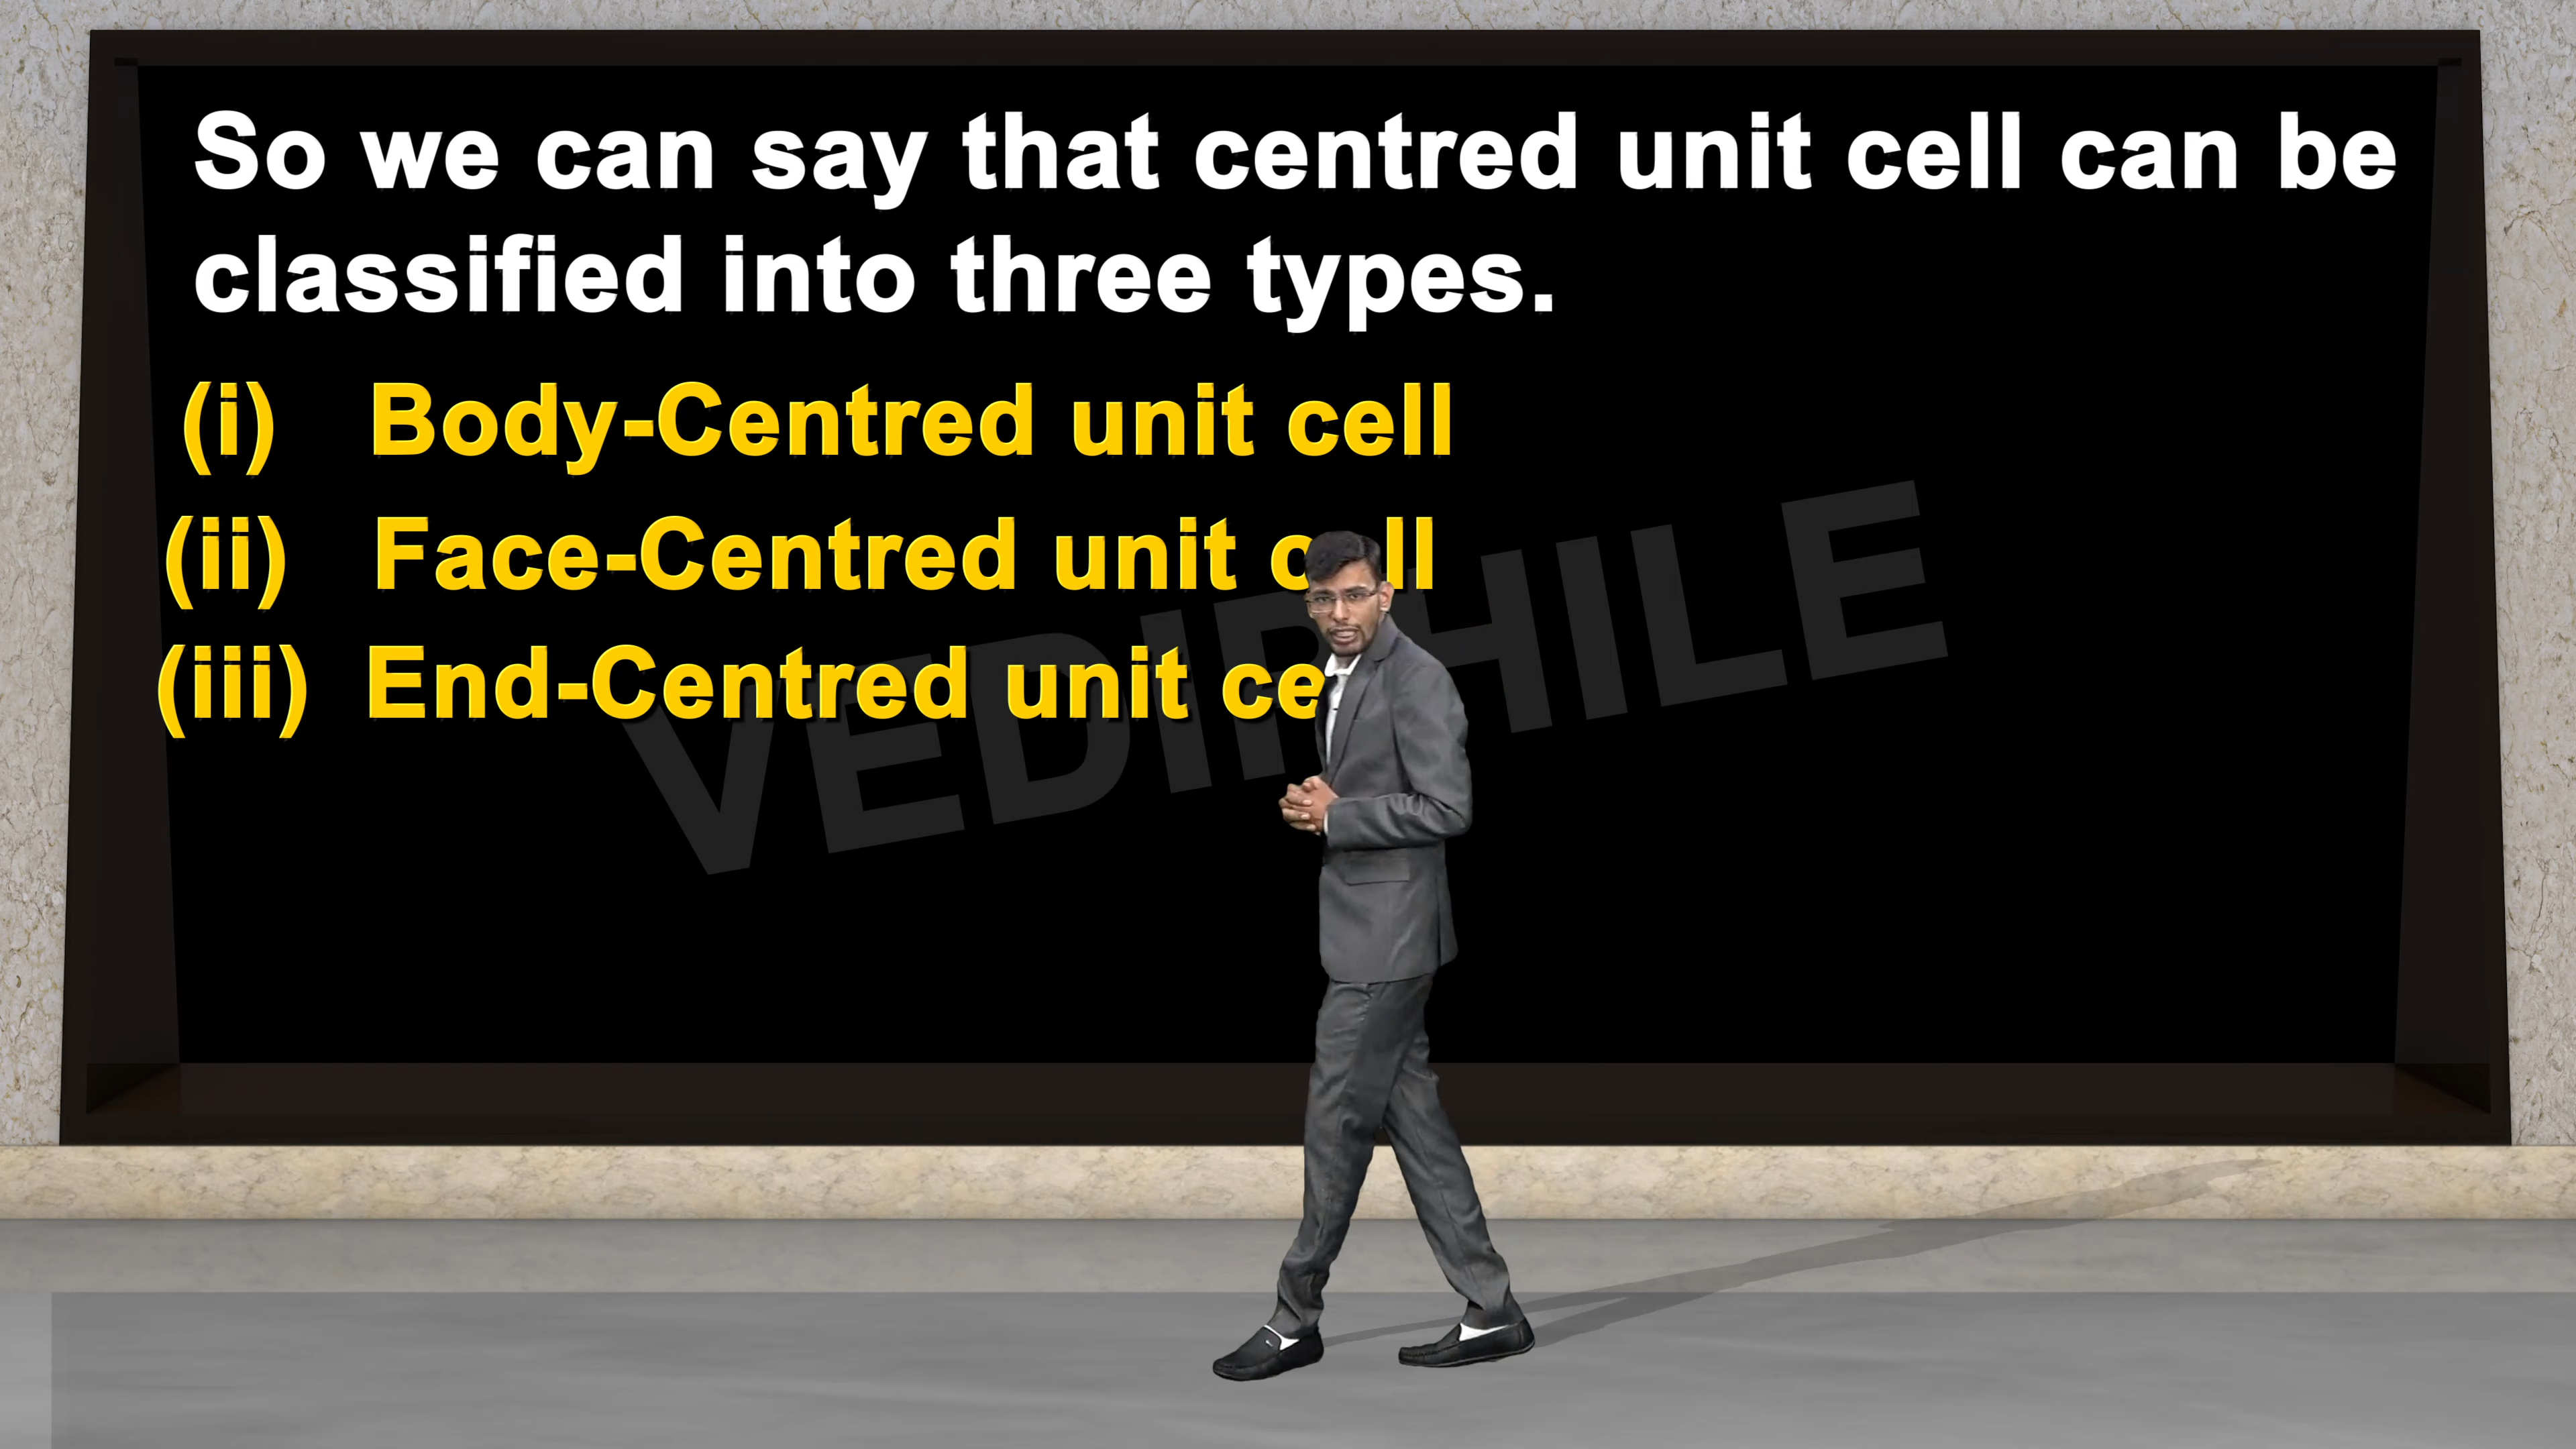 So we can say that centred unit cell can be
classified into three types.
(i) Body-Centred unit cell
(ii) Face-Centred unit
(iii) End-Centred unit
VEDIPHILE